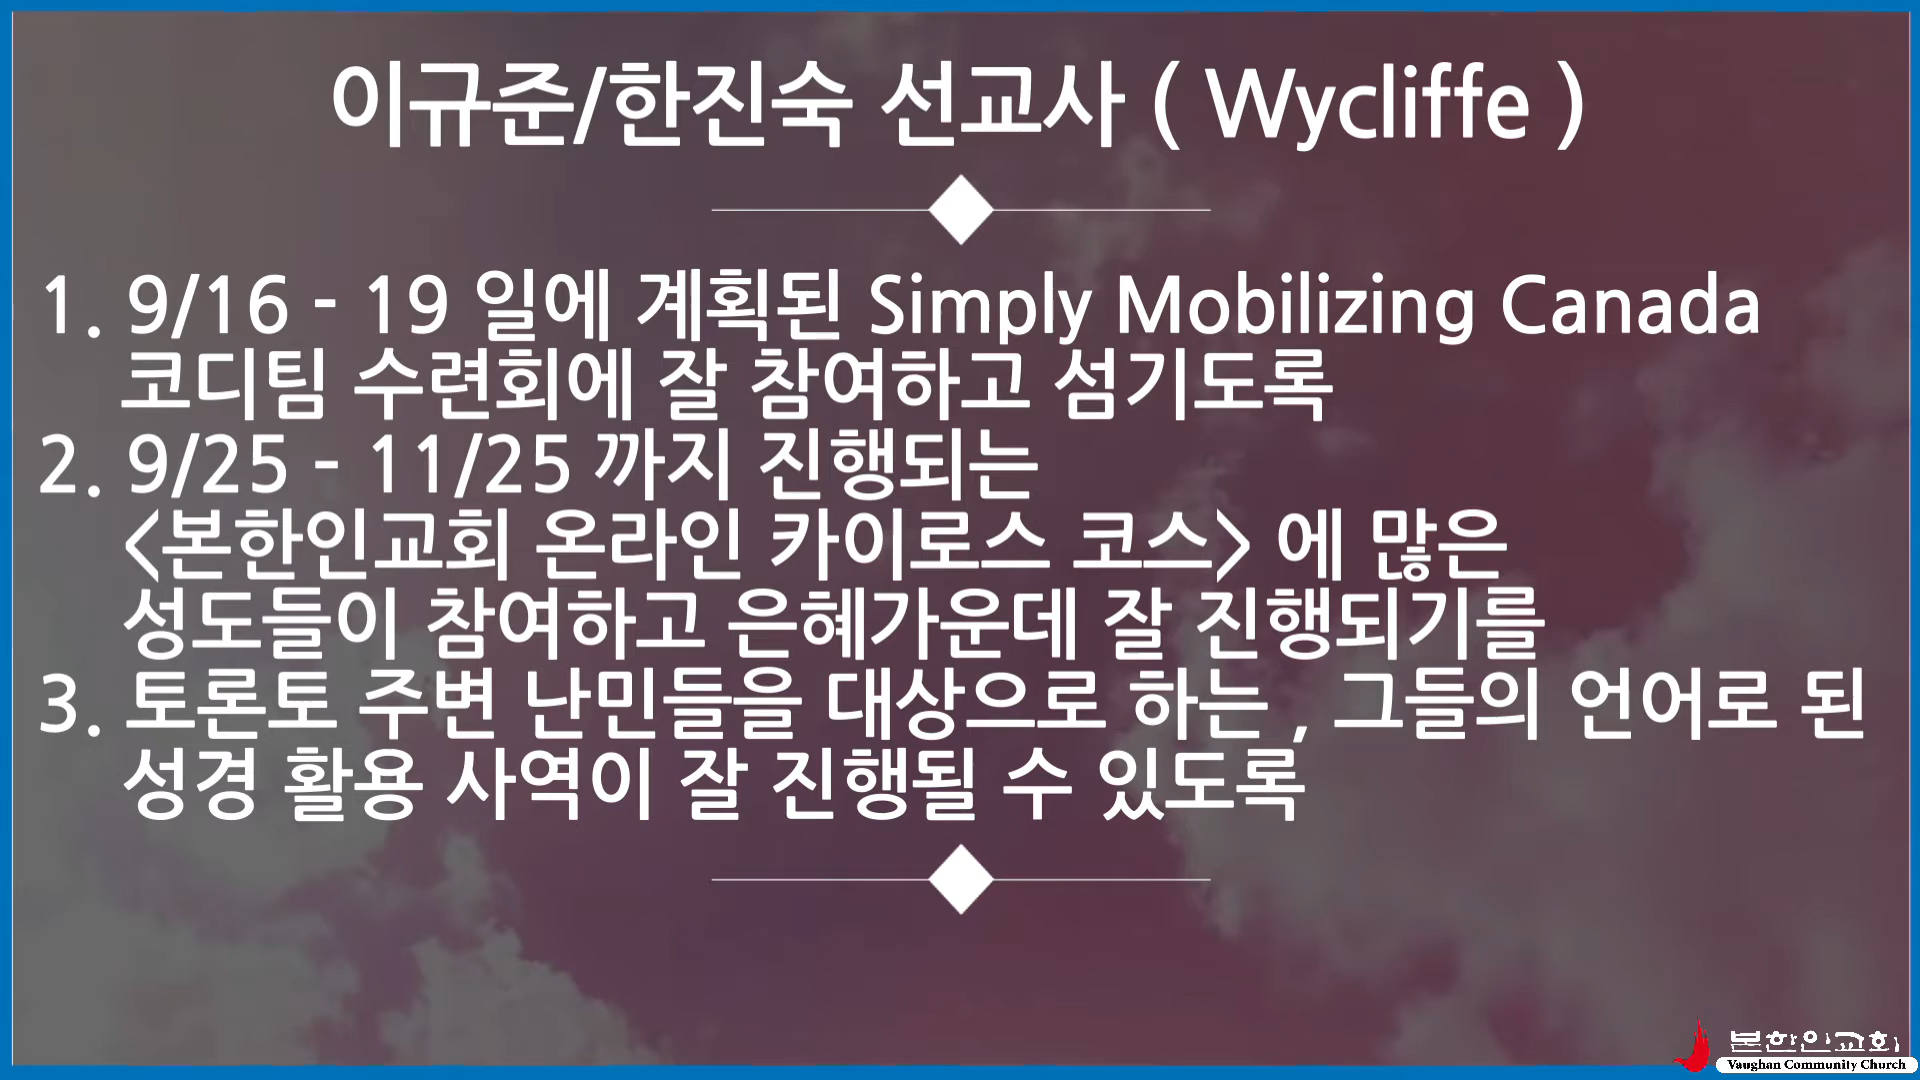 이규준/한진숙 선교사 ( Wycliffe )
1. 9/16 - 19 일에 계획된 Simply Mobilizing Canada
코디팀 수련회에 잘 참여하고 섬기도록
2. 9/25 - 11/25 까지 진행되는
<본한인교회 온라인 카이로스 코스> 에 많은
성도들이 참여하고 은혜가운데 잘 진행되기를
3. 토론토 주변 난민들을 대상으로 하는 , 그들의 언어로 된
성경 활용 사역이 잘 진행될 수 있도록
본한인교회
Vaughan Community Church